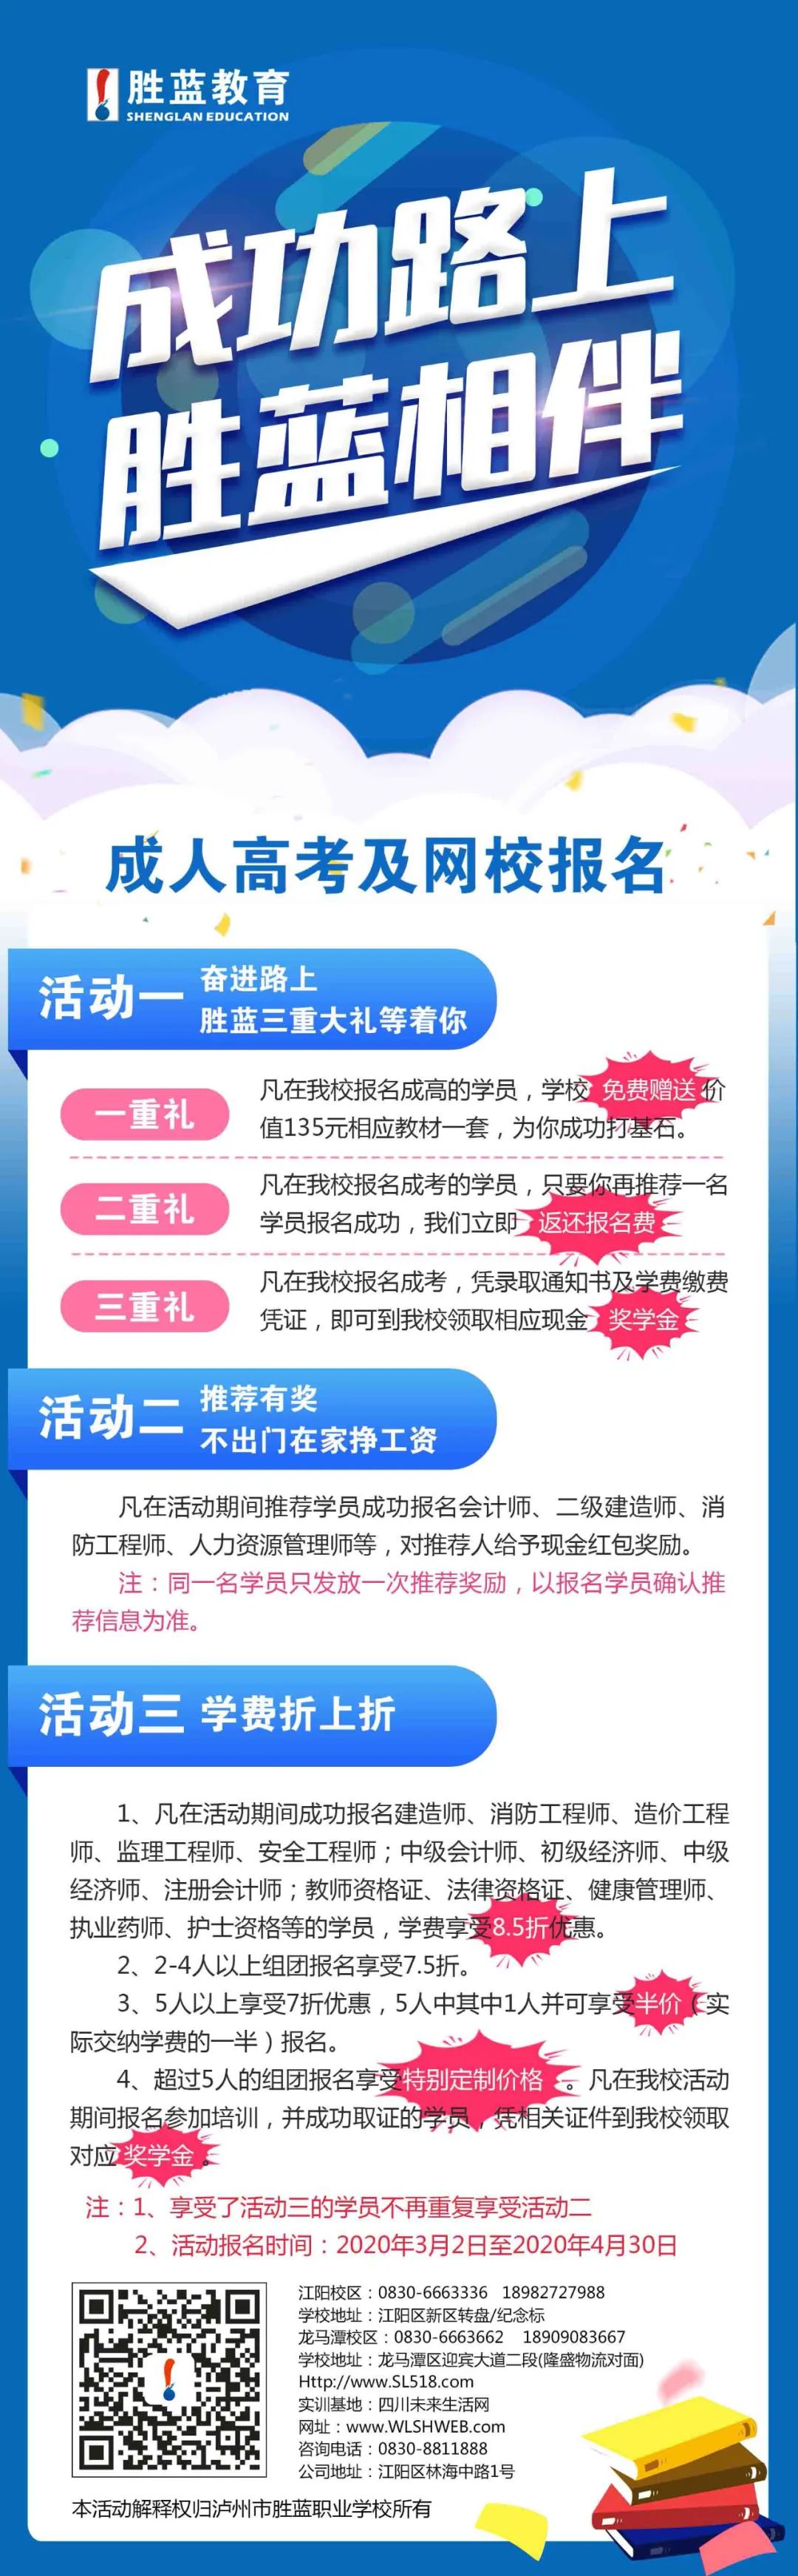 胜蓝教育
SHENGLAN EDUCATION
成功路上
胜蓝相伴
成人高考及网校报名
活动一
奋进路上
胜蓝三重大礼等着你
一重礼
凡在我校报名成高的学员，学校免费赠送价
值135元相应教材一套，为你成功打基石。
二重礼
凡在我校报名成考的学员，只要你再推荐一名
学员报名成功，我们立即返还报名费
三重礼
凡在我校报名成考，凭录取通知书及学费缴费
凭证，即可到我校领取相应现金奖学金
活动二
推荐有奖
不出门在家挣工资
凡在活动期间推荐学员成功报名会计师、二级建造师、消
防工程师、人力资源管理师等，对推荐人给予现金红包奖励。
注：同一名学员只发放一次推荐奖励，以报名学员确认推
荐信息为准。
活动三 学费折上折
1、凡在活动期间成功报名建造师、消防工程师、造价工程
师、监理工程师、安全工程师；中级会计师、初级经济师、中级
经济师、注册会计师；教师资格证、法律资格证、健康管理师、
执业药师、护士资格等的学员，学费享受8.5折优惠。
2、2-4人以上组团报名享受7.5折。
3、5人以上享受7折优惠，5人中其中1人并可享受半价（实
际交纳学费的一半）报名。
4、超过5人的组团报名享受特别定制价格。凡在我校活动
期间报名参加培训，并成功取证的学员，凭相关证件到我校领取
对应奖学金。
注：1、享受了活动三的学员不再重复享受活动二
2、活动报名时间：2020年3月2日至2020年4月30日
江阳校区：0830-6663336 18982727988
学校地址：江阳区新区转盘/纪念标
龙马潭校区：0830-6663662 18909083667
学校地址：龙马潭区迎宾大道二段(隆盛物流对面)
Http://www.SL518.com
实训基地：四川未来生活网
网址：www.WLSHWEB.com
咨询电话：0830-8811888
公司地址：江阳区林海中路1号
本活动解释权归泸州市胜蓝职业学校所有